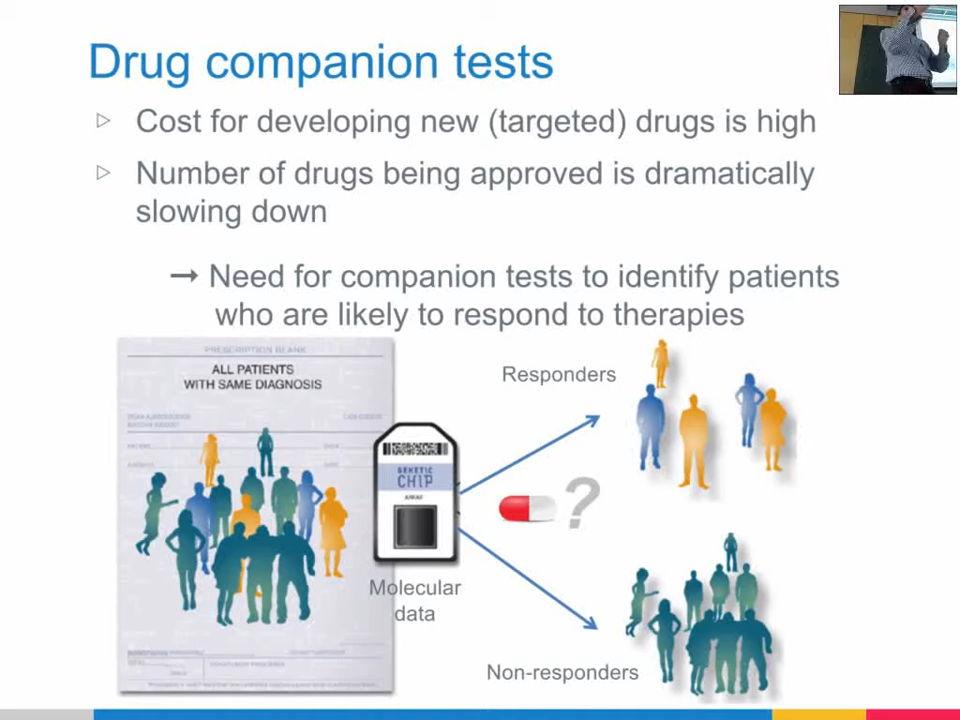 Drug companion tests
▷ Cost for developing new (targeted) drugs is high
▷ Number of drugs being approved is dramatically
slowing down
→ Need for companion tests to identify patients
who are likely to respond to therapies
PRESCRIPTION BLANK
ALL PATIENTS
WITH SAME DIAGNOSIS
GENETIC
CHIP
ARRAY
Molecular
data
Responders
?
Non-responders